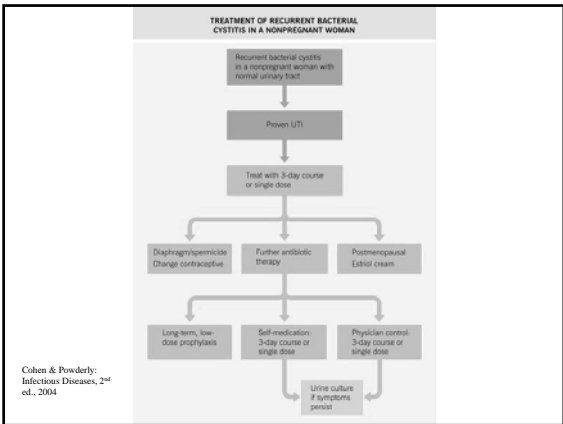 TREATMENT OF RECURRENT BACTERIAL
CYSTITIS IN A NONPREGNANT WOMAN
Recurrent bacterial cystitis
in a nonpregnant woman with
normal urinary tract
Proven UTI
Treat with 3-day course
or single dose
Diaphragm/spermicide
Change contraceptive
Further antibiotic
therapy
Postmenopausal
Estriol cream
Long-term, low-
dose prophylaxis
Self-medication:
3-day course or
single dose
Physician control:
3-day course or
single dose
Urine culture
if symptoms
persist
Cohen & Powderly:
Infectious Diseases, 2nd
ed., 2004